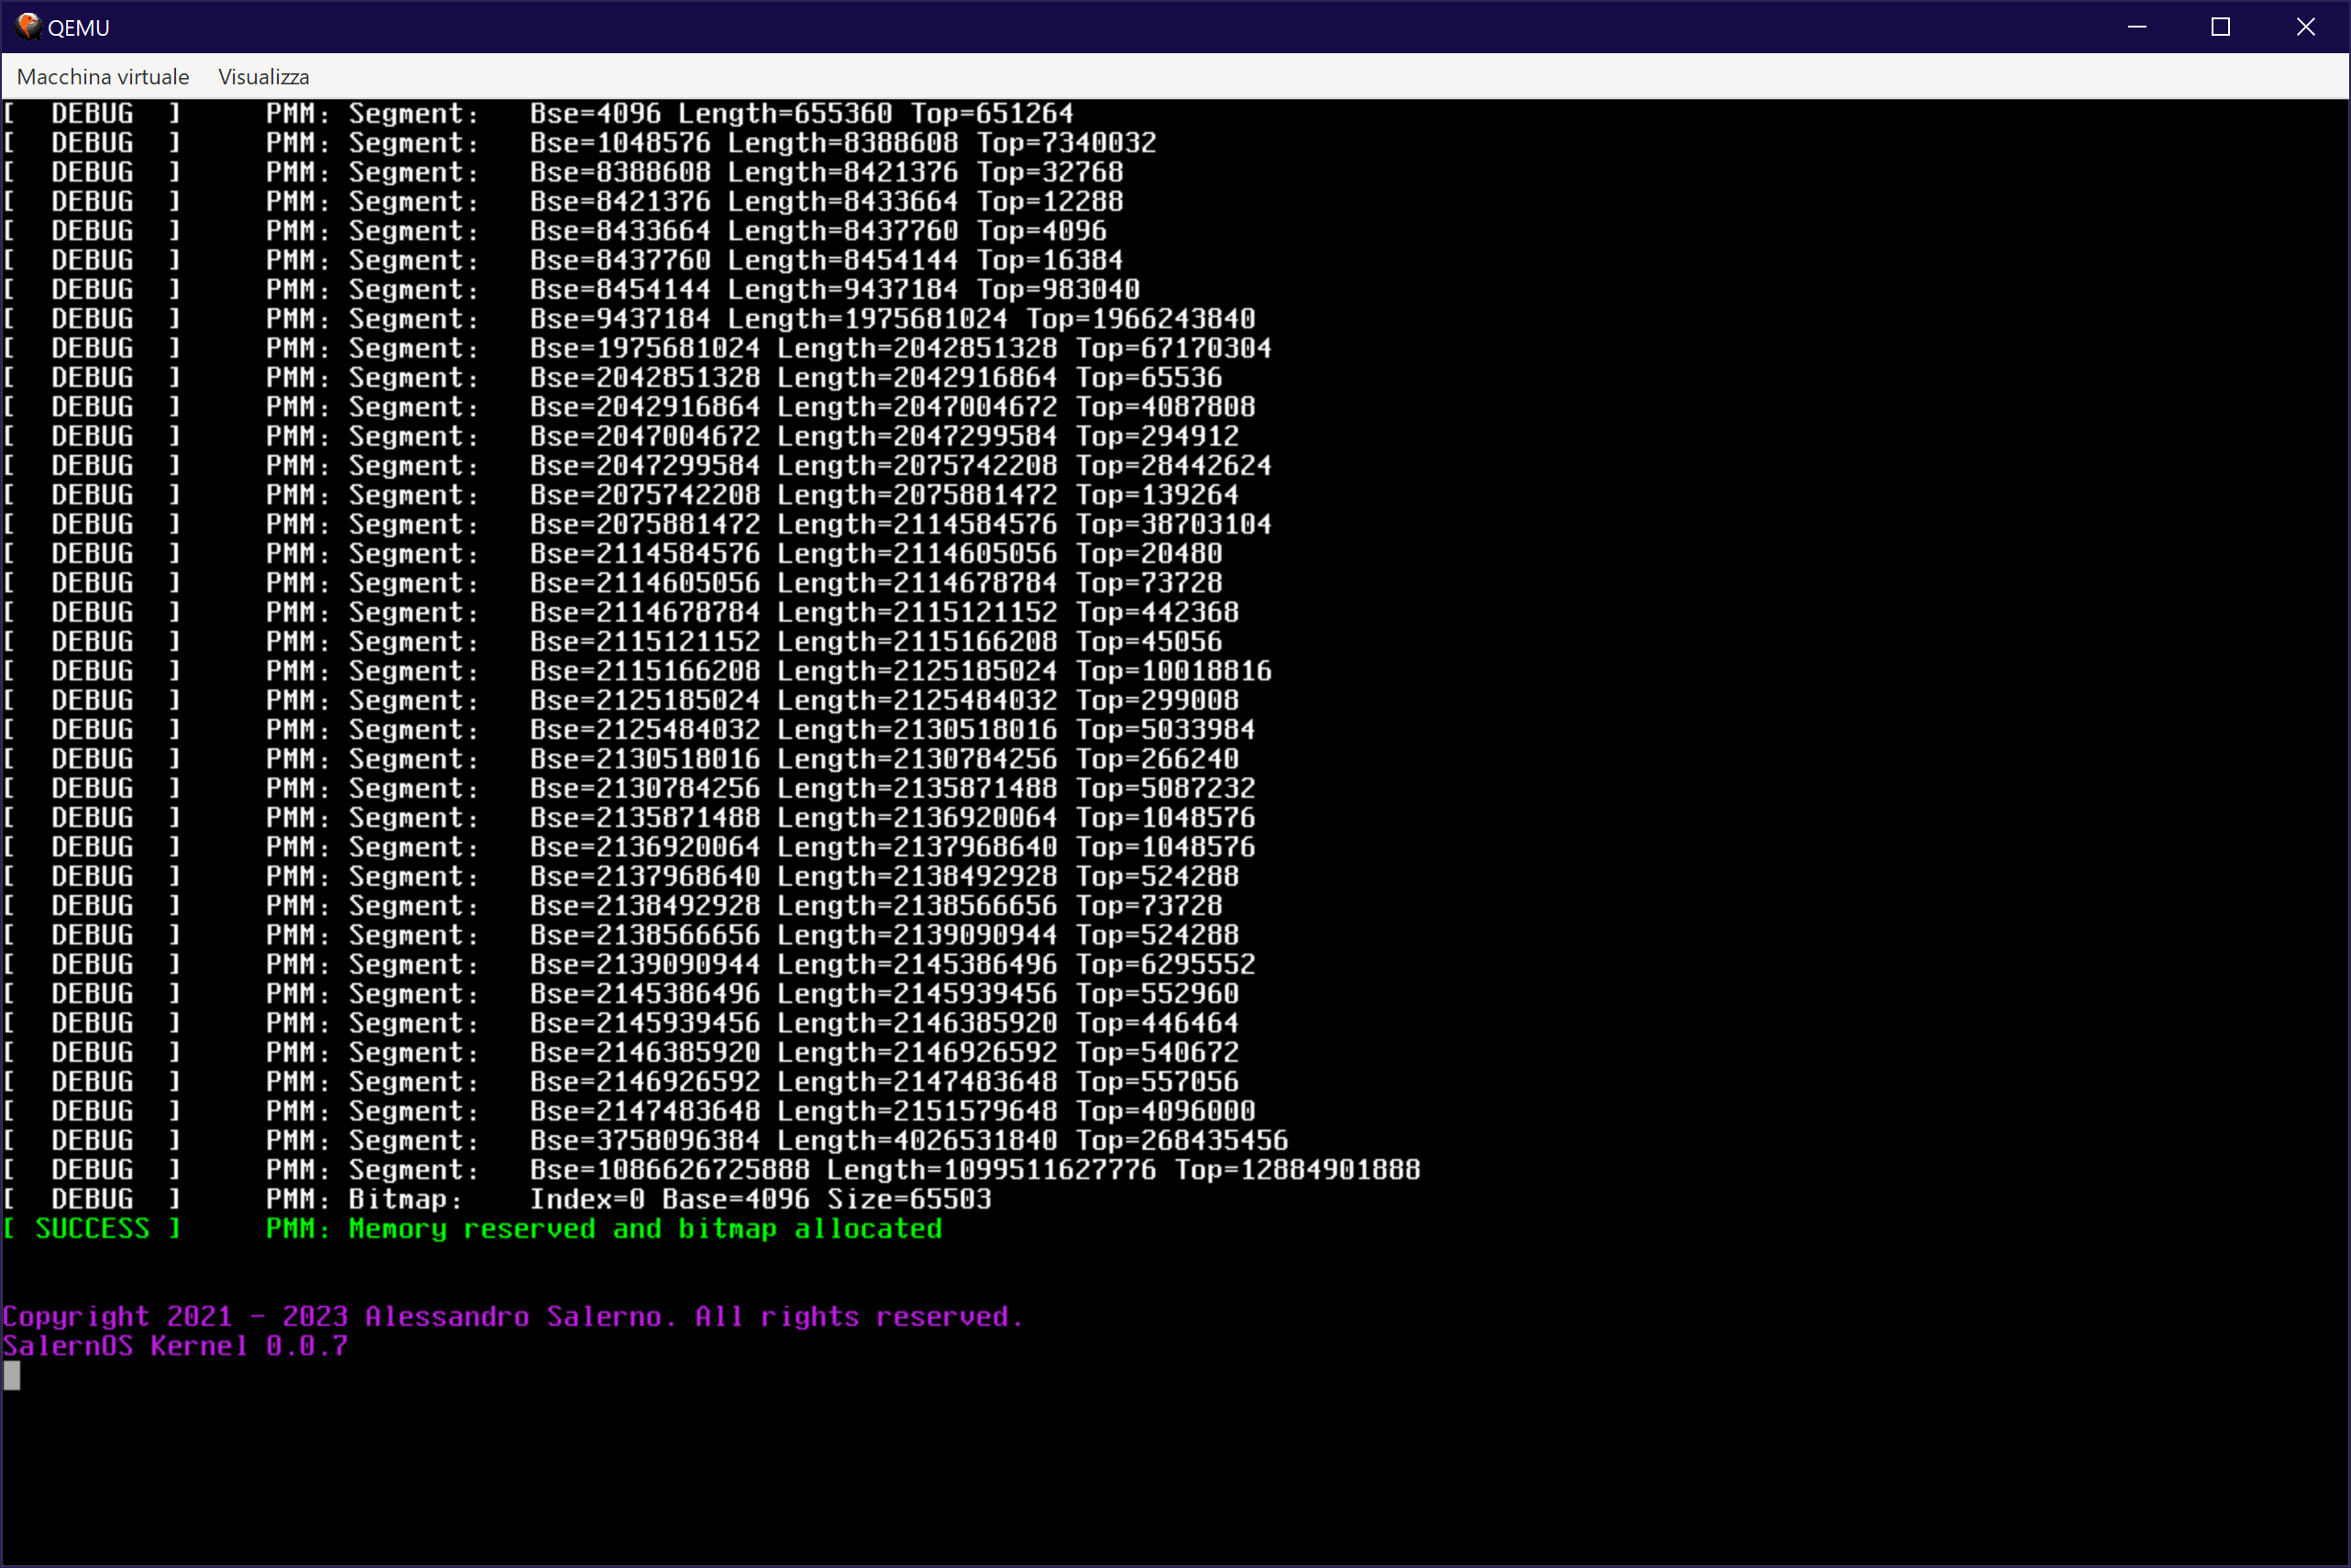 QEMU
Macchina virtuale Visualizza
[ DEBUG ] PMM: Segment: Bse=4096 Length=655360 Top=651264
[ DEBUG ] PMM: Segment: Bse=1048576 Length=8388608 Top=7340032
[ DEBUG ] PMM: Segment: Bse=8388608 Length=8421376 Top=32768
[ DEBUG ] PMM: Segment: Bse=8421376 Length=8433664 Top=12288
[ DEBUG ] PMM: Segment: Bse=8433664 Length=8437760 Top=4096
[ DEBUG ] PMM: Segment: Bse=8437760 Length=8454144 Top=16384
[ DEBUG ] PMM: Segment: Bse=8454144 Length=9437184 Top=983040
[ DEBUG ] PMM: Segment: Bse=9437184 Length=1975681024 Top=1966243840
[ DEBUG ] PMM: Segment: Bse=1975681024 Length=2042851328 Top=67170304
[ DEBUG ] PMM: Segment: Bse=2042851328 Length=2042916864 Top=65536
[ DEBUG ] PMM: Segment: Bse=2042916864 Length=2047004672 Top=4087808
[ DEBUG ] PMM: Segment: Bse=2047004672 Length=2047299584 Top=294912
[ DEBUG ] PMM: Segment: Bse=2047299584 Length=2075742208 Top=28442624
[ DEBUG ] PMM: Segment: Bse=2075742208 Length=2075881472 Top=139264
[ DEBUG ] PMM: Segment: Bse=2075881472 Length=2114584576 Top=38703104
[ DEBUG ] PMM: Segment: Bse=2114584576 Length=2114605056 Top=20480
[ DEBUG ] PMM: Segment: Bse=2114605056 Length=2114678784 Top=73728
[ DEBUG ] PMM: Segment: Bse=2114678784 Length=2115121152 Top=442368
[ DEBUG ] PMM: Segment: Bse=2115121152 Length=2115166208 Top=45056
[ DEBUG ] PMM: Segment: Bse=2115166208 Length=2125185024 Top=10018816
[ DEBUG ] PMM: Segment: Bse=2125185024 Length=2125484032 Top=299008
[ DEBUG ] PMM: Segment: Bse=2125484032 Length=2130518016 Top=5033984
[ DEBUG ] PMM: Segment: Bse=2130518016 Length=2130784256 Top=266240
[ DEBUG ] PMM: Segment: Bse=2130784256 Length=2135871488 Top=5087232
[ DEBUG ] PMM: Segment: Bse=2135871488 Length=2136920064 Top=1048576
[ DEBUG ] PMM: Segment: Bse=2136920064 Length=2137968640 Top=1048576
[ DEBUG ] PMM: Segment: Bse=2137968640 Length=2138492928 Top=524288
[ DEBUG ] PMM: Segment: Bse=2138492928 Length=2138566656 Top=73728
[ DEBUG ] PMM: Segment: Bse=2138566656 Length=2139090944 Top=524288
[ DEBUG ] PMM: Segment: Bse=2139090944 Length=2145386496 Top=6295552
[ DEBUG ] PMM: Segment: Bse=2145386496 Length=2145939456 Top=552960
[ DEBUG ] PMM: Segment: Bse=2145939456 Length=2146385920 Top=446464
[ DEBUG ] PMM: Segment: Bse=2146385920 Length=2146926592 Top=540672
[ DEBUG ] PMM: Segment: Bse=2146926592 Length=2147483648 Top=557056
[ DEBUG ] PMM: Segment: Bse=2147483648 Length=2151579648 Top=4096000
[ DEBUG ] PMM: Segment: Bse=3758096384 Length=4026531840 Top=268435456
[ DEBUG ] PMM: Segment: Bse=1086626725888 Length=1099511627776 Top=12884901888
[ DEBUG ] PMM: Bitmap: Index=0 Base=4096 Size=65503
[ SUCCESS ] PMM: Memory reserved and bitmap allocated
Copyright 2021 - 2023 Alessandro Salerno. All rights reserved.
SalernOS Kernel 0.0.7